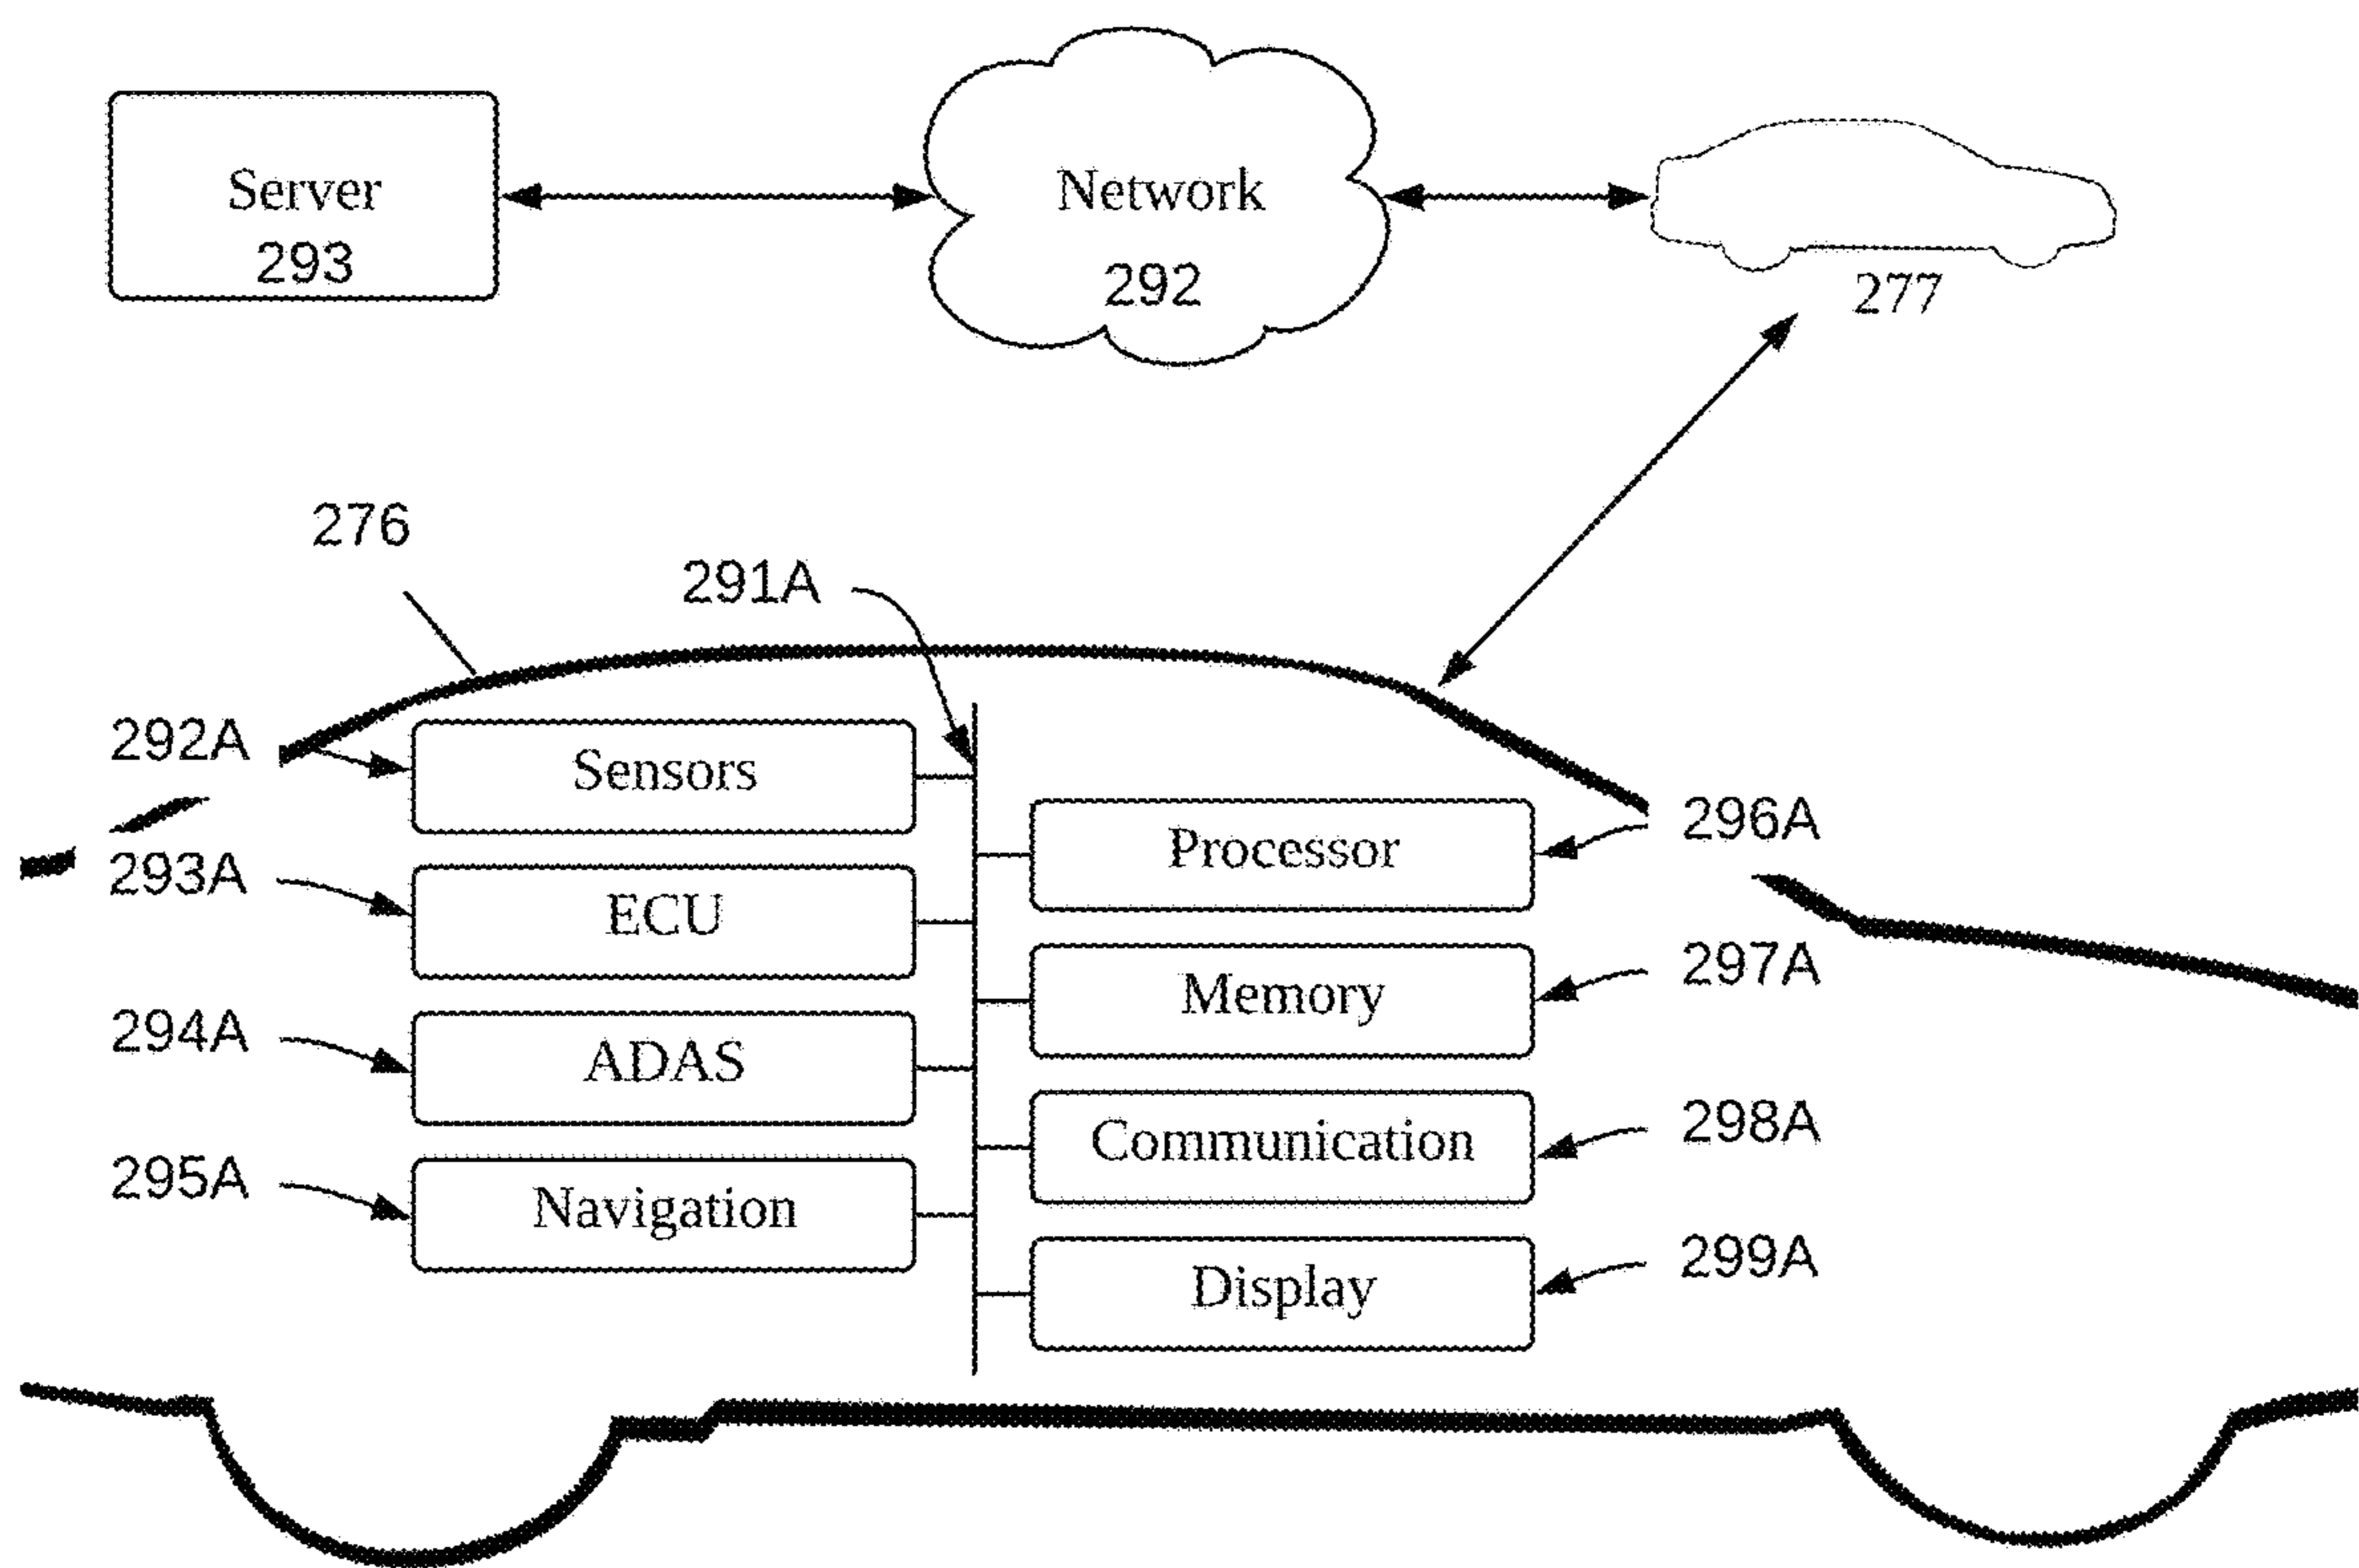 Server
293
Network
292
277
276
291A
292A
Sensors
296A
Processor
293A
ECU
297A
Memory
294A
ADAS
298A
Communication
295A
Navigation
299A
Display